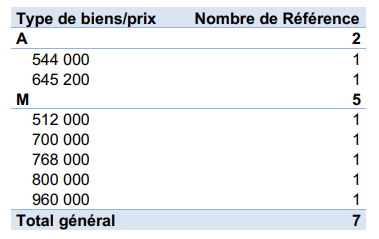 Type de biens/prix Nombre de Référence
A 2
544 000 1
645 200 1
M 5
512 000 1
700 000 1
768 000 1
800 000 1
960 000 1
Total général 7